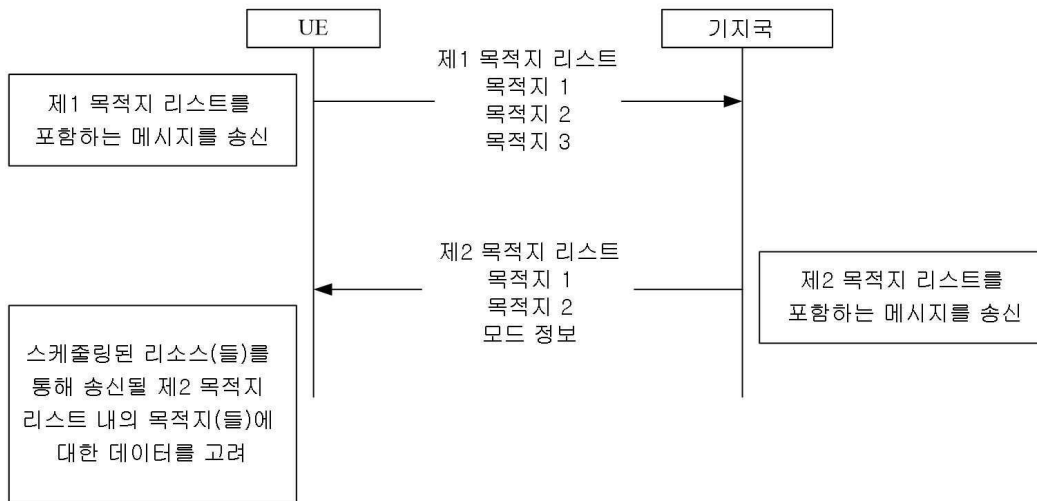 UE
기지국
제1 목적지 리스트를
포함하는 메시지를 송신
제1 목적지 리스트
목적지 1
목적지 2
목적지 3
제2 목적지 리스트
목적지 1
목적지 2
모드 정보
제2 목적지 리스트를
포함하는 메시지를 송신
스케줄링된 리소스(들)를
통해 송신될 제2 목적지
리스트 내의 목적지(들)에
대한 데이터를 고려